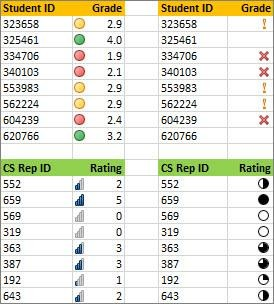 Student ID Grade Student ID Grade
323658 2.9 323658
325461 4.0 325461
334706 1.9 334706
340103 2.1 340103
553983 2.9 553983
562224 2.9 562224
604239 2.4 604239
620766 3.2 620766
CS Rep ID Rating CS Rep ID Rating
552 2 552
659 5 659
569 0 569
319 0 319
363 3 363
387 3 387
192 1 192
643 2 643